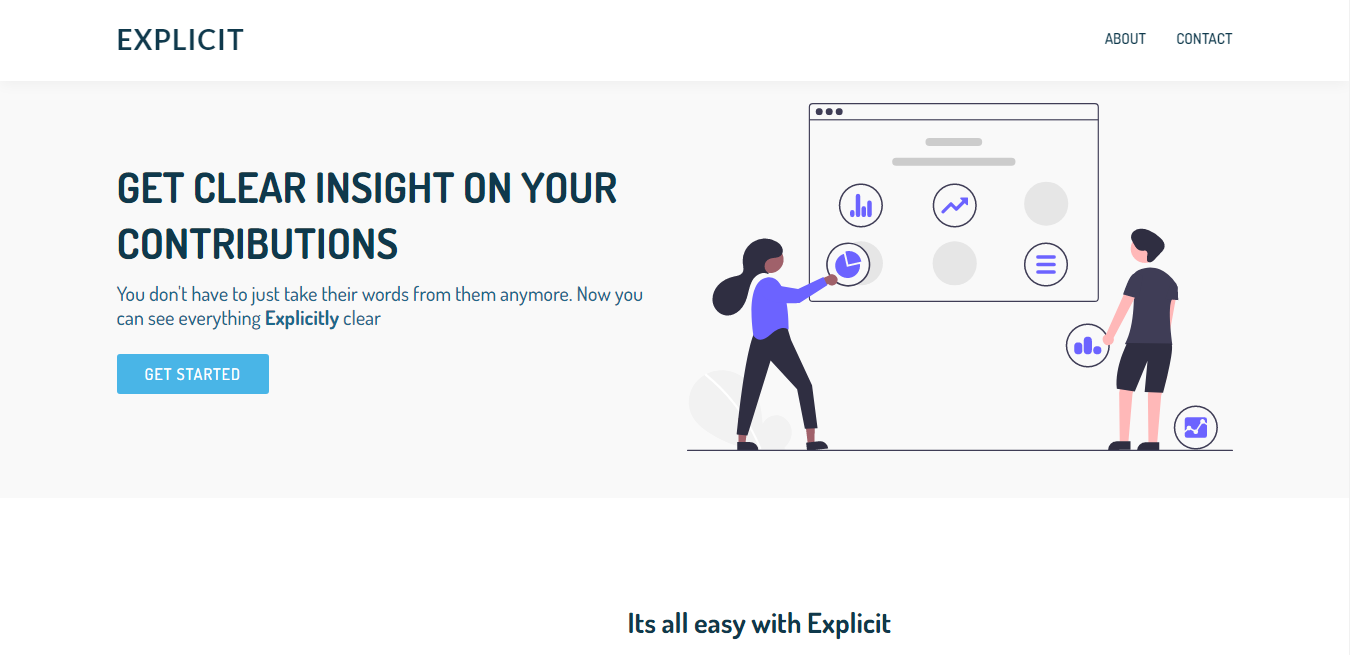 EXPLICIT
ABOUT
CONTACT
GET CLEAR INSIGHT ON YOUR
CONTRIBUTIONS
You don't have to just take their words from them anymore. Now you
can see everything Explicitly clear
GET STARTED
Its all easy with Explicit